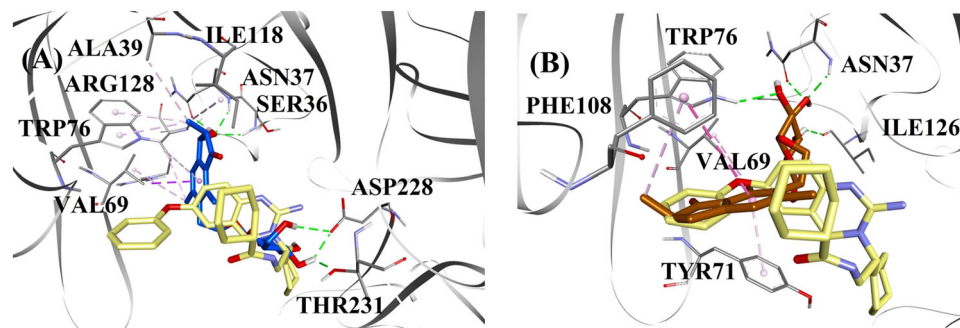 (A)
ALA39
ILE118
ARG128
ASN37
SER36
TRP76
VAL69
ASP228
THR231
(B)
TRP76
ASN37
PHE108
ILE126
VAL69
TYR71